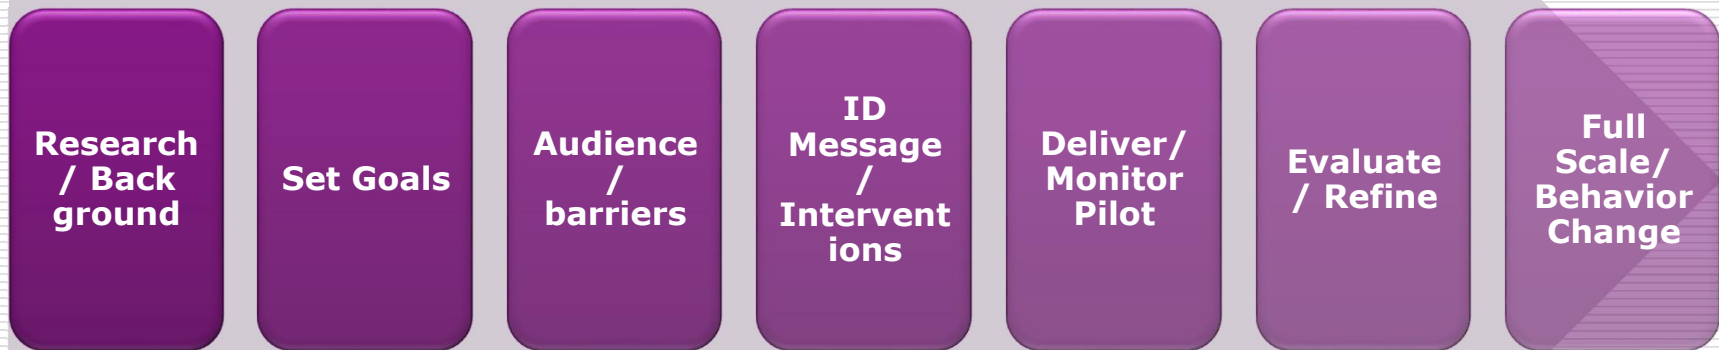 Research
/ Back
ground
Set Goals
Audience
/
barriers
ID
Message
/
Intervent
ions
Deliver/
Monitor
Pilot
Evaluate
/ Refine
Full
Scale/
Behavior
Change